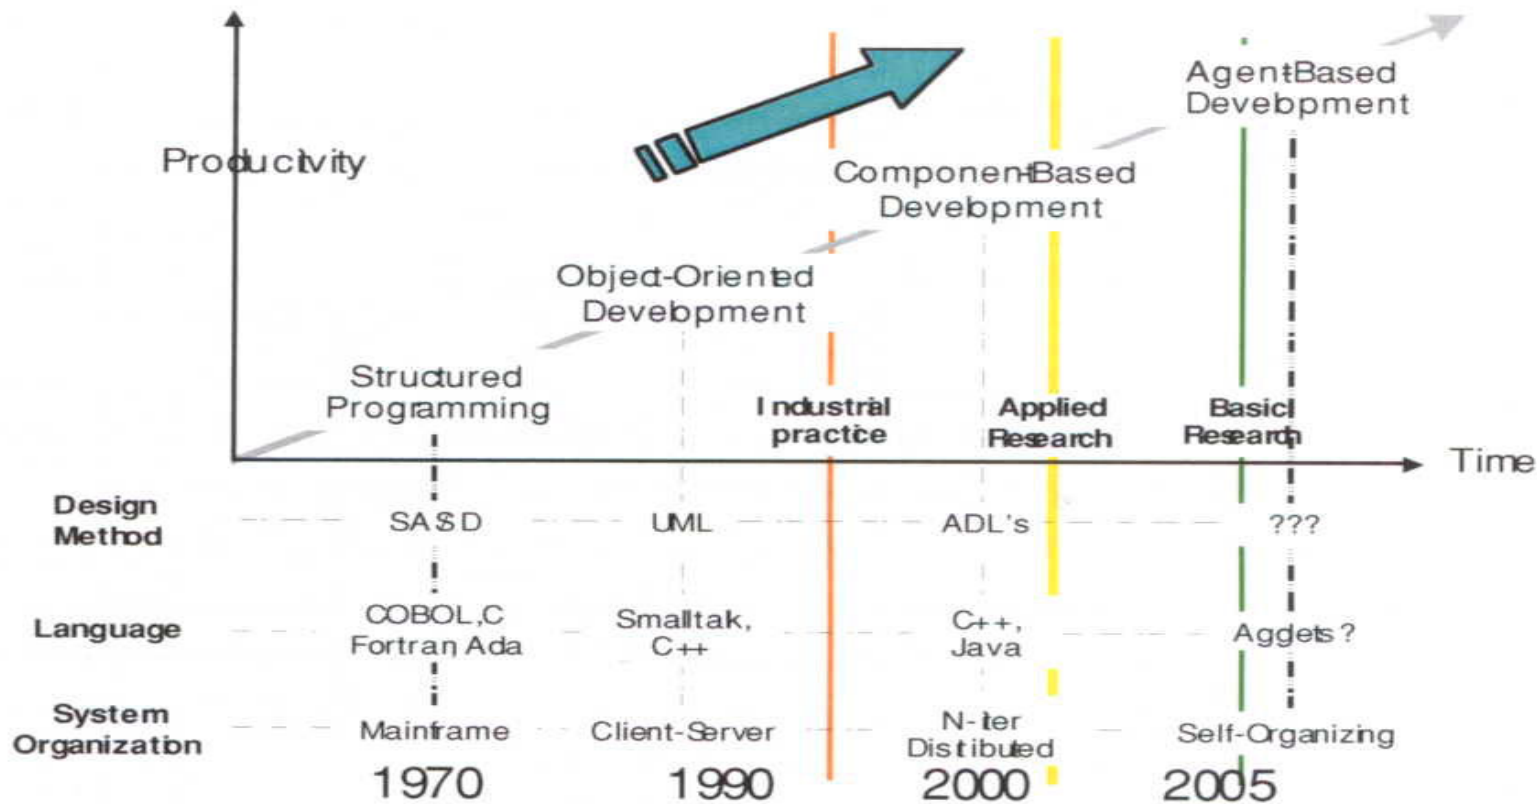 Agent-Based
Development
Productivity
Component-Based
Development
Object-Oriented
Development
Structured
Programming
Industrial
practice
Applied
Research
Basic
Research
Time
Design
Method
SASD
UML
ADL's
???
Language
COBOL,C
Fortran, Ada
Smalltalk,
C++
C++,
Java
Agglets?
System
Organization
Mainframe
Client-Server
N-tier
Distributed
Self-Organizing
1970
1990
2000
2005